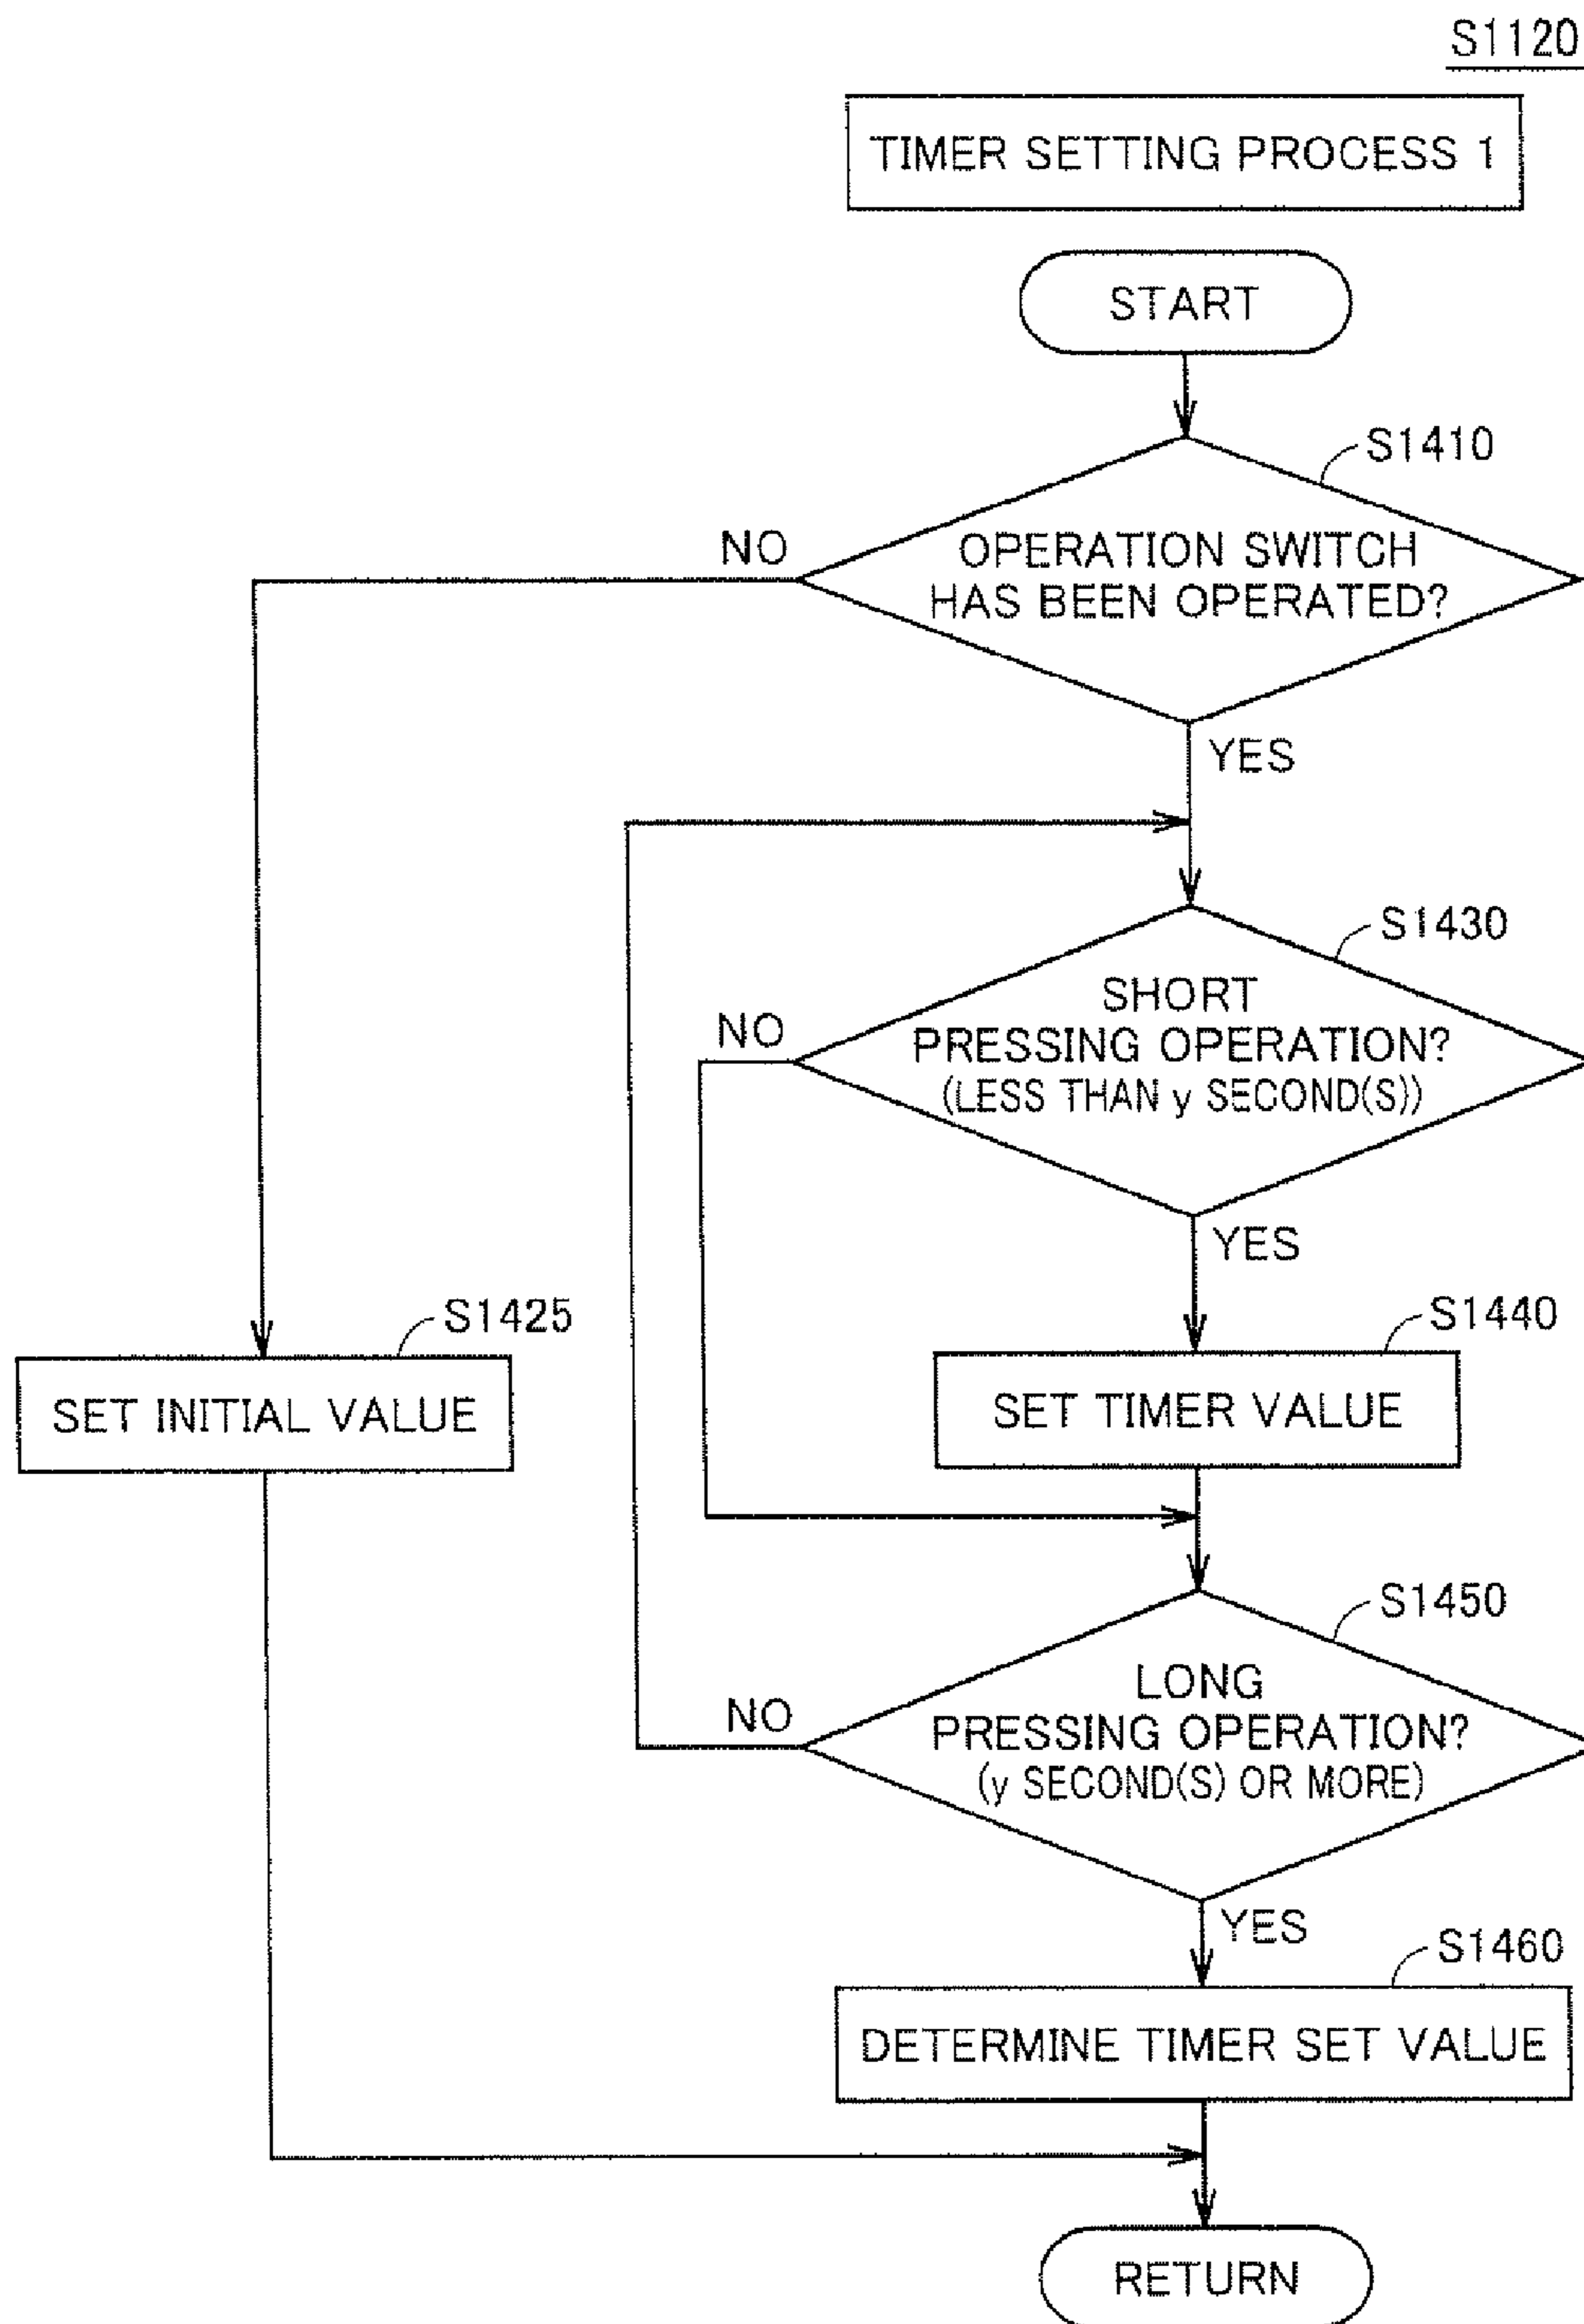 S1120
TIMER SETTING PROCESS 1
START
S1410
NO
OPERATION SWITCH
HAS BEEN OPERATED?
YES
S1430
NO
SHORT
PRESSING OPERATION?
(LESS THAN y SECOND(S))
YES
S1425
SET INITIAL VALUE
S1440
SET TIMER VALUE
S1450
NO
LONG
PRESSING OPERATION?
(y SECOND(S) OR MORE)
YES
S1460
DETERMINE TIMER SET VALUE
RETURN